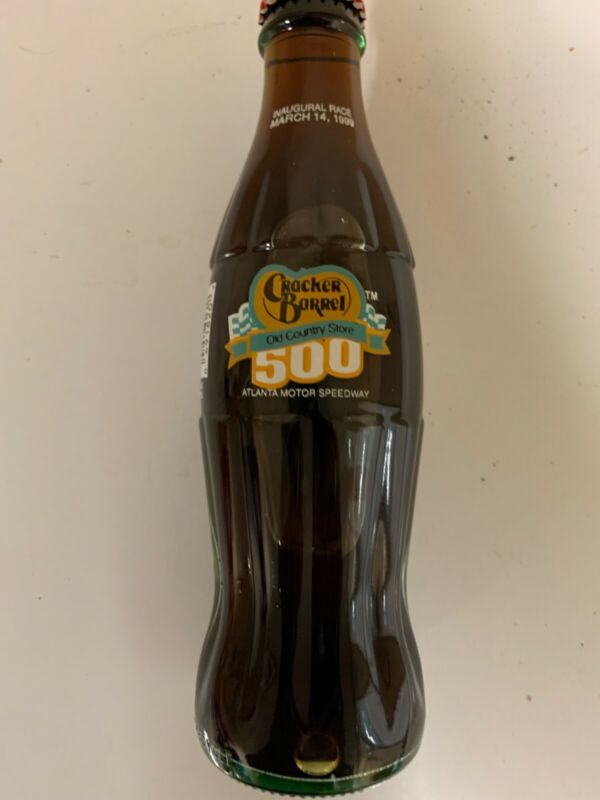 INAUGURAL RACE
MARCH 14, 1999
Cracker
Barrel
TM
Old Country Store
500
ATLANTA MOTOR SPEEDWAY